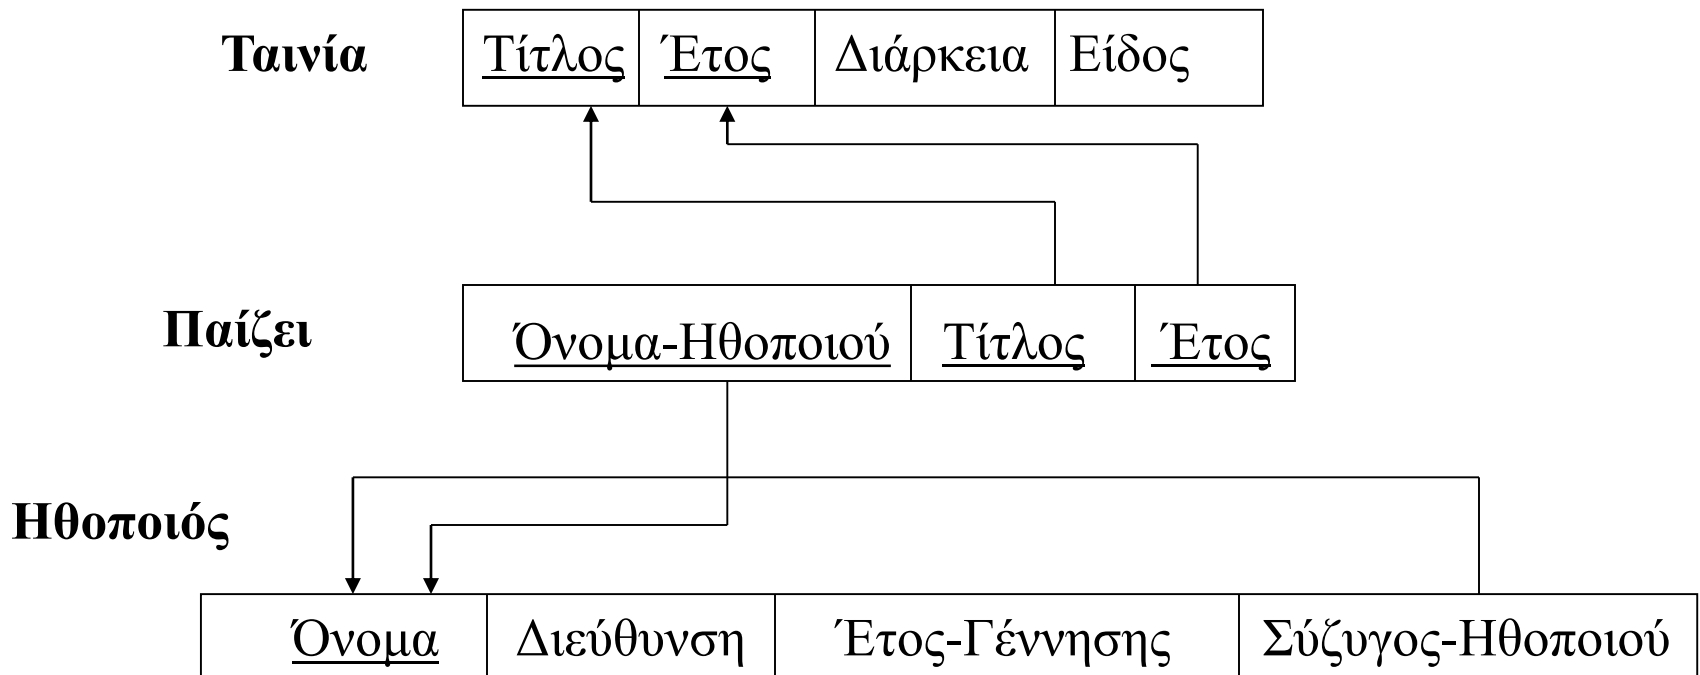 Ταινία Τίτλος Έτος Διάρκεια Είδος
Παίζει Όνομα-Ηθοποιού Τίτλος Έτος
Ηθοποιός
Όνομα Διεύθυνση Έτος-Γέννησης Σύζυγος-Ηθοποιού